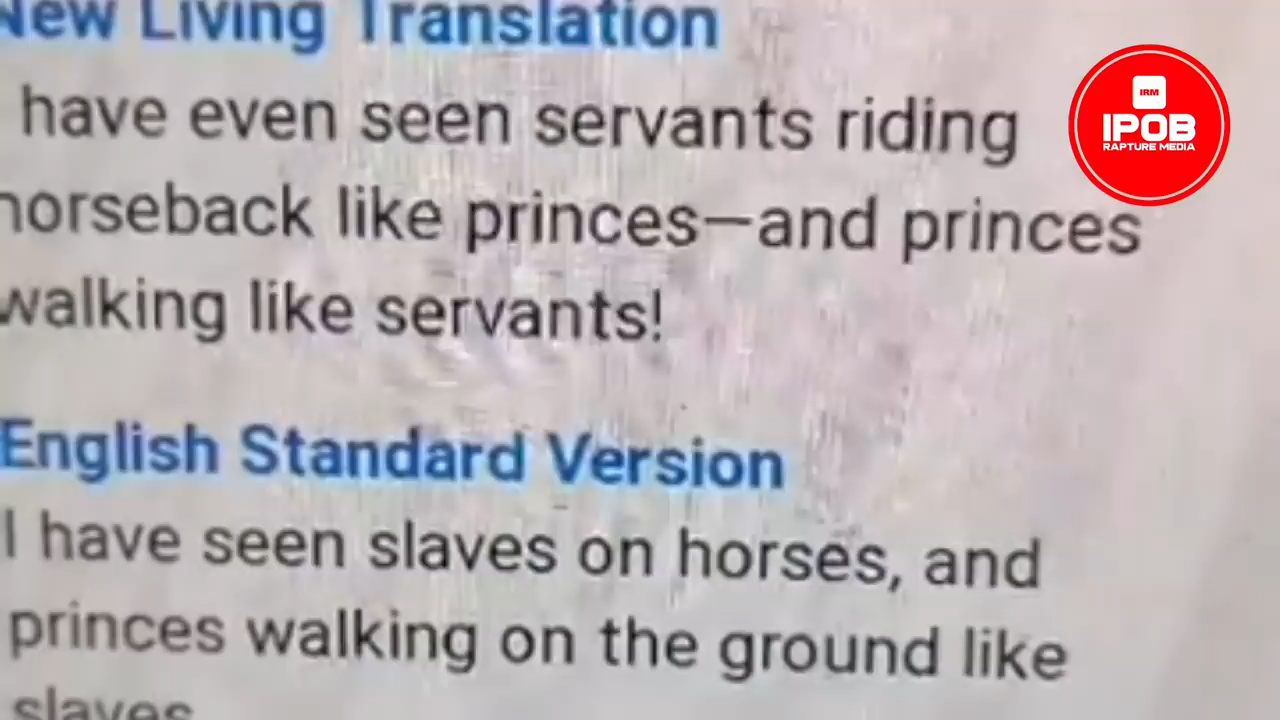 New Living Translation
have even seen servants riding
horseback like princes—and princes
walking like servants!
English Standard Version
I have seen slaves on horses, and
princes walking on the ground like
slaves
IRM
IPOB
RAPTURE MEDIA